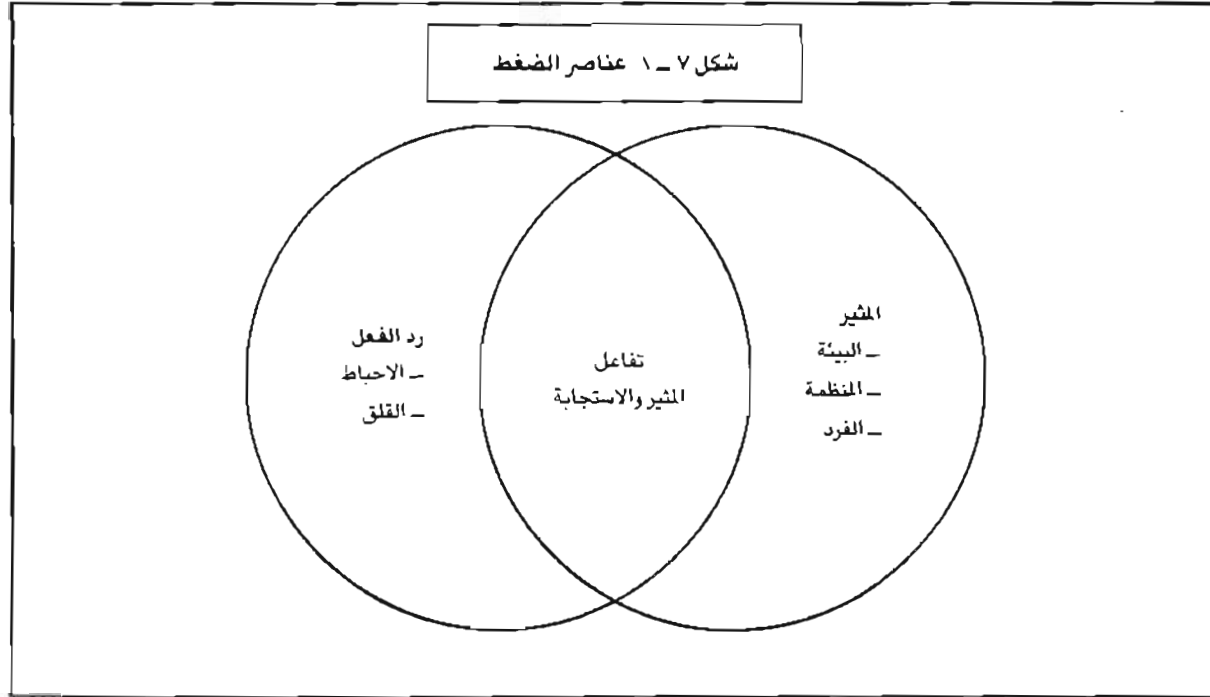 شكل ٧ – ١ عناصر الضغط
المثير
– البيئة
– المنظمة
– الفرد
تفاعل
المثير والاستجابة
رد الفعل
– الاحباط
– القلق